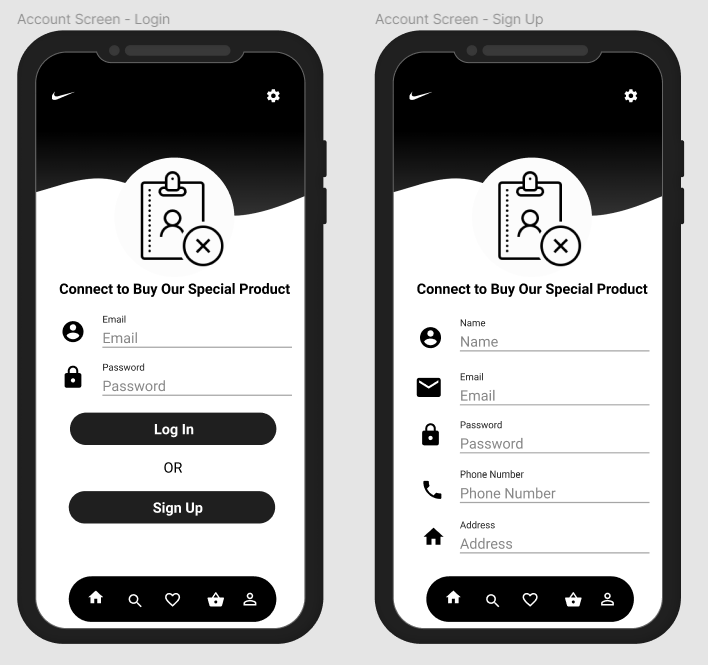 Account Screen - Login
Connect to Buy Our Special Product
Email
Email
Password
Password
Log In
OR
Sign Up
Account Screen - Sign Up
Connect to Buy Our Special Product
Name
Name
Email
Email
Password
Password
Phone Number
Phone Number
Address
Address